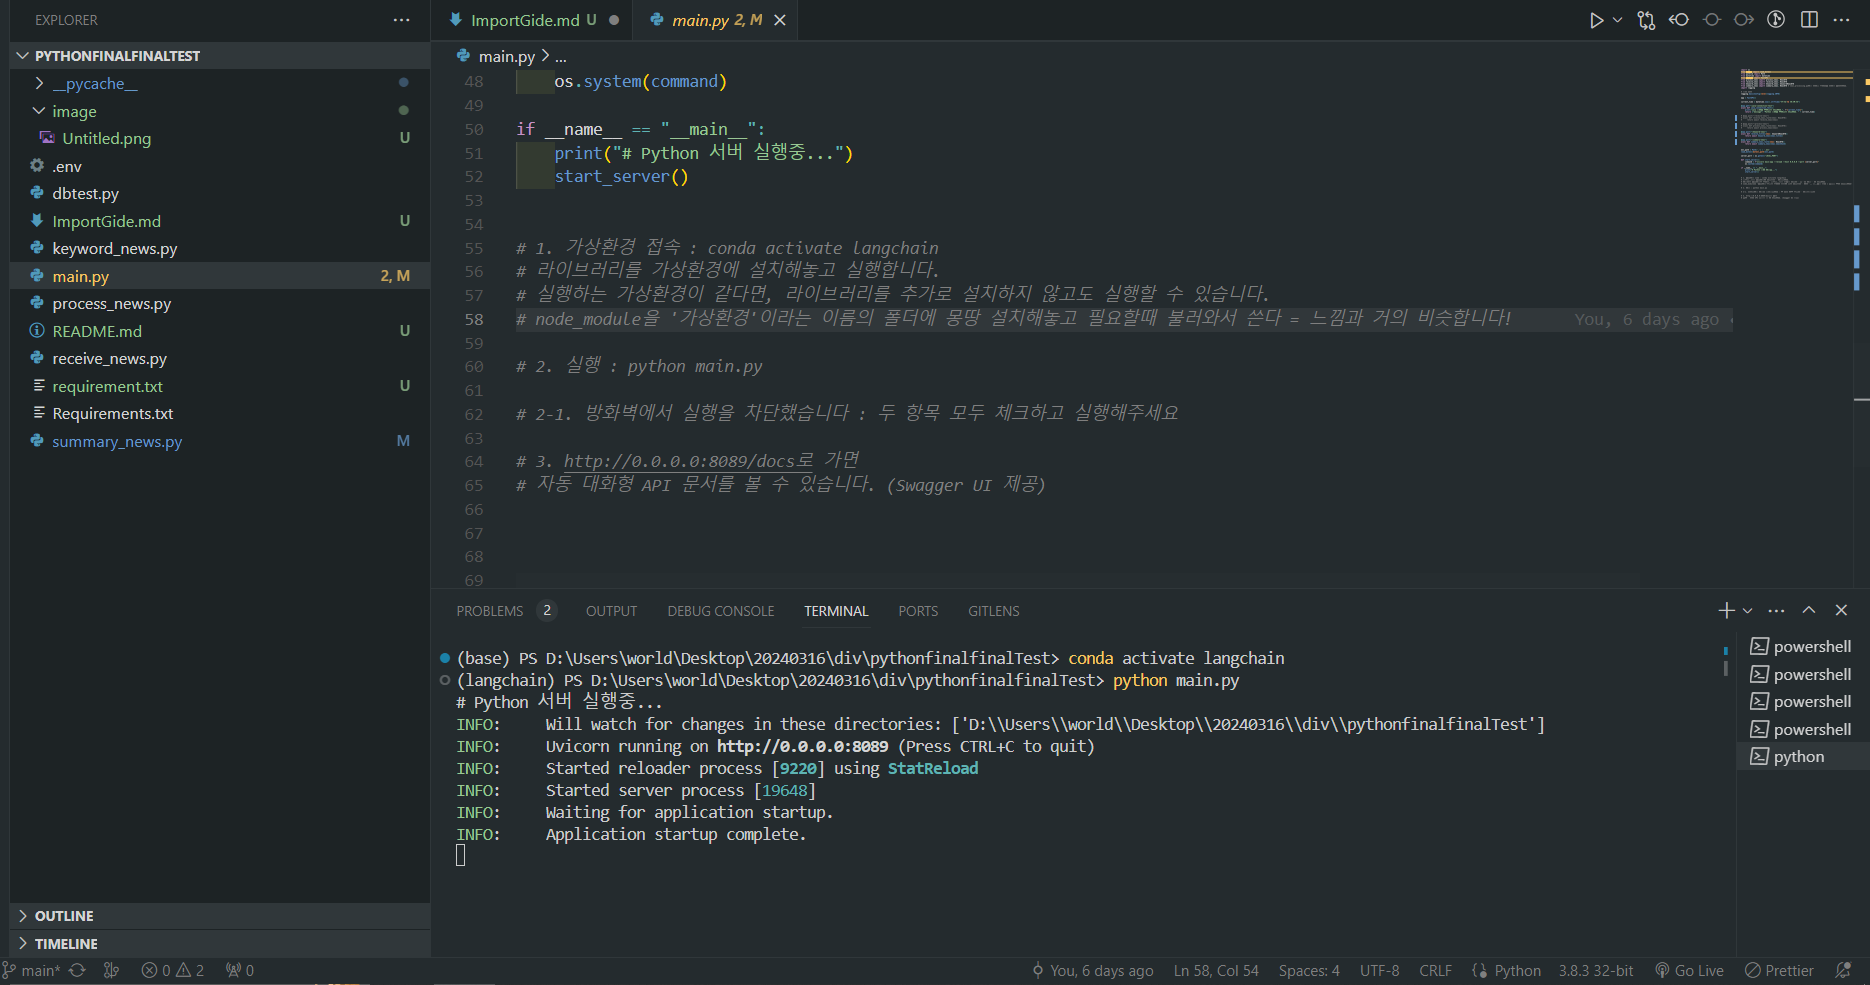 EXPLORER
PYTHONFINALFINALTEST
__pycache__
image
Untitled.png U
.env
dbtest.py
ImportGide.md U
keyword_news.py
main.py 2, M
process_news.py
README.md U
receive_news.py
requirement.txt U
Requirements.txt
summary_news.py M
OUTLINE
TIMELINE
ImportGide.md U
main.py 2, M
main.py > ...
48 os.system(command)
49
50 if __name__ == "__main__":
51 print("# Python 서버 실행중...")
52 start_server()
53
54
55 # 1. 가상환경 접속 : conda activate langchain
56 # 라이브러리를 가상환경에 설치해놓고 실행합니다.
57 # 실행하는 가상환경이 같다면, 라이브러리를 추가로 설치하지 않고도 실행할 수 있습니다.
58 # node_module을 '가상환경'이라는 이름의 폴더에 몽땅 설치해놓고 필요할때 불러와서 쓴다 = 느낌과 거의 비슷합니다! You, 6 days ago
59
60 # 2. 실행 : python main.py
61
62 # 2-1. 방화벽에서 실행을 차단했습니다 : 두 항목 모두 체크하고 실행해주세요
63
64 # 3. http://0.0.0.0:8089/docs로 가면
65 # 자동 대화형 API 문서를 볼 수 있습니다. (Swagger UI 제공)
66
67
68
69
PROBLEMS 2 OUTPUT DEBUG CONSOLE TERMINAL PORTS GITLENS
(base) PS D:\Users\world\Desktop\20240316\div\pythonfinalfinalTest> conda activate langchain
(langchain) PS D:\Users\world\Desktop\20240316\div\pythonfinalfinalTest> python main.py
# Python 서버 실행중...
INFO: Will watch for changes in these directories: ['D:\\Users\\world\\Desktop\\20240316\\div\\pythonfinalfinalTest']
INFO: Uvicorn running on http://0.0.0.0:8089 (Press CTRL+C to quit)
INFO: Started reloader process [9220] using StatReload
INFO: Started server process [19648]
INFO: Waiting for application startup.
INFO: Application startup complete.
powershell
powershell
powershell
powershell
python
main* 0 2 0 You, 6 days ago Ln 58, Col 54 Spaces: 4 UTF-8 CRLF Python 3.8.3 32-bit Go Live Prettier